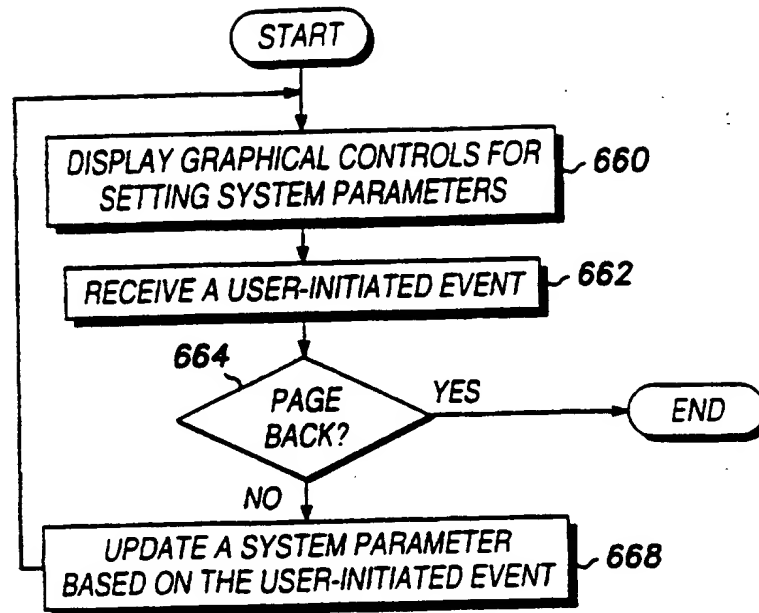 START
DISPLAY GRAPHICAL CONTROLS FOR
SETTING SYSTEM PARAMETERS
660
RECEIVE A USER-INITIATED EVENT
662
664
PAGE
BACK?
YES
END
NO
UPDATE A SYSTEM PARAMETER
BASED ON THE USER-INITIATED EVENT
668